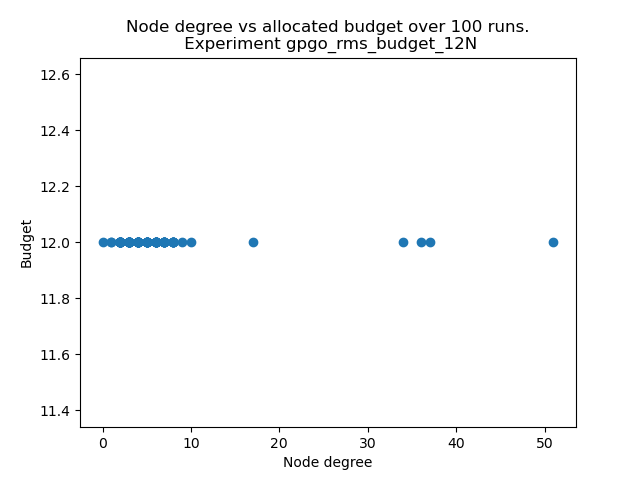 Node degree vs allocated budget over 100 runs.
Experiment gpgo_rms_budget_12N
12.6
12.4
12.2
12.0
11.8
11.6
11.4
Budget
0 10 20 30 40 50
Node degree